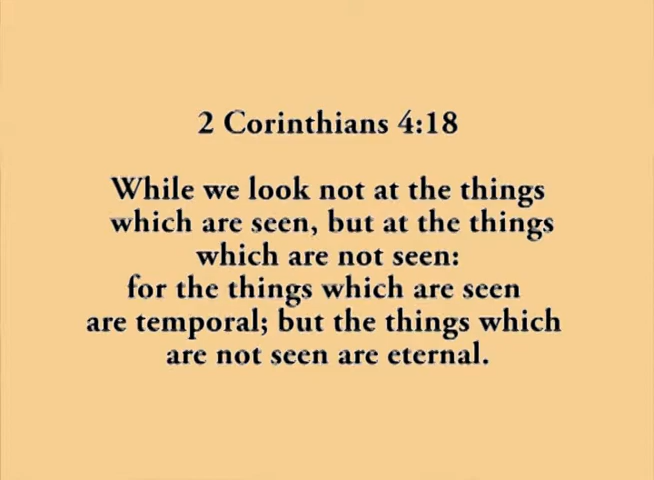 2 Corinthians 4:18
While we look not at the things
which are seen, but at the things
which are not seen:
for the things which are seen
are temporal; but the things which
are not seen are eternal.